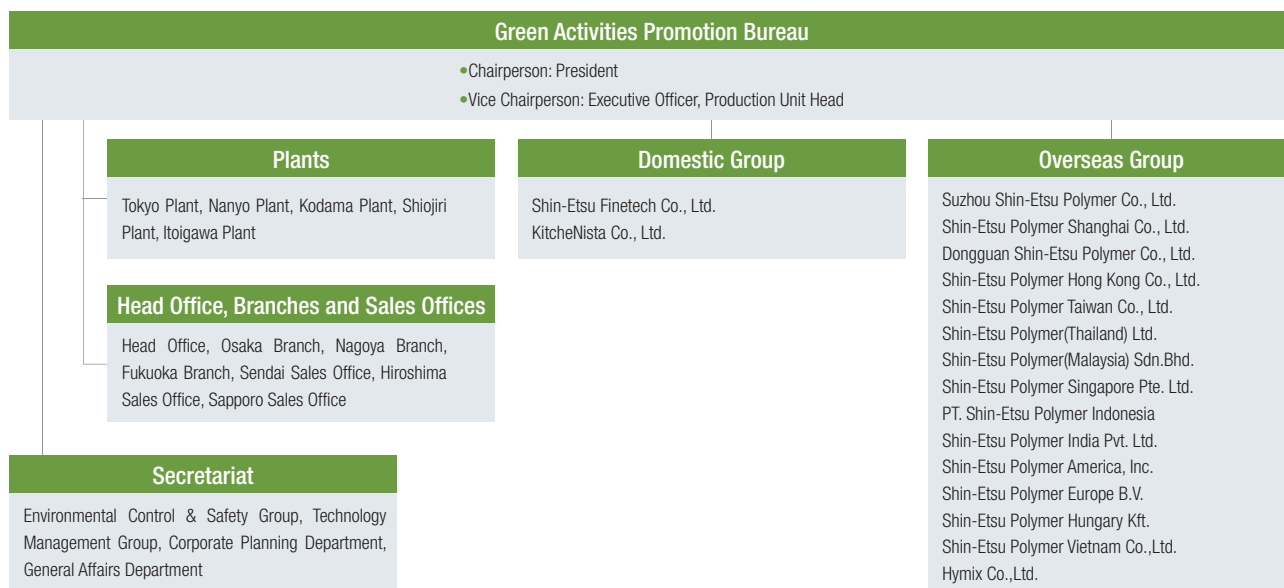 Green Activities Promotion Bureau
•Chairperson: President
•Vice Chairperson: Executive Officer, Production Unit Head
Plants
Tokyo Plant, Nanyo Plant, Kodama Plant, Shiojiri
Plant, Itoigawa Plant
Head Office, Branches and Sales Offices
Head Office, Osaka Branch, Nagoya Branch,
Fukuoka Branch, Sendai Sales Office, Hiroshima
Sales Office, Sapporo Sales Office
Secretariat
Environmental Control & Safety Group, Technology
Management Group, Corporate Planning Department,
General Affairs Department
Domestic Group
Shin-Etsu Finetech Co., Ltd.
KitcheNista Co., Ltd.
Overseas Group
Suzhou Shin-Etsu Polymer Co., Ltd.
Shin-Etsu Polymer Shanghai Co., Ltd.
Dongguan Shin-Etsu Polymer Co., Ltd.
Shin-Etsu Polymer Hong Kong Co., Ltd.
Shin-Etsu Polymer Taiwan Co., Ltd.
Shin-Etsu Polymer(Thailand) Ltd.
Shin-Etsu Polymer(Malaysia) Sdn.Bhd.
Shin-Etsu Polymer Singapore Pte. Ltd.
PT. Shin-Etsu Polymer Indonesia
Shin-Etsu Polymer India Pvt. Ltd.
Shin-Etsu Polymer America, Inc.
Shin-Etsu Polymer Europe B.V.
Shin-Etsu Polymer Hungary Kft.
Shin-Etsu Polymer Vietnam Co.,Ltd.
Hymix Co.,Ltd.